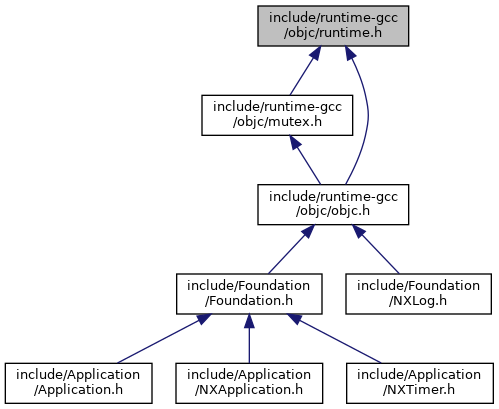 include/runtime-gcc
/objc/runtime.h
include/runtime-gcc
/objc/mutex.h
include/runtime-gcc
/objc/objc.h
include/Foundation
/Foundation.h
include/Foundation
/NXLog.h
include/Application
/Application.h
include/Application
/NXApplication.h
include/Application
/NXTimer.h